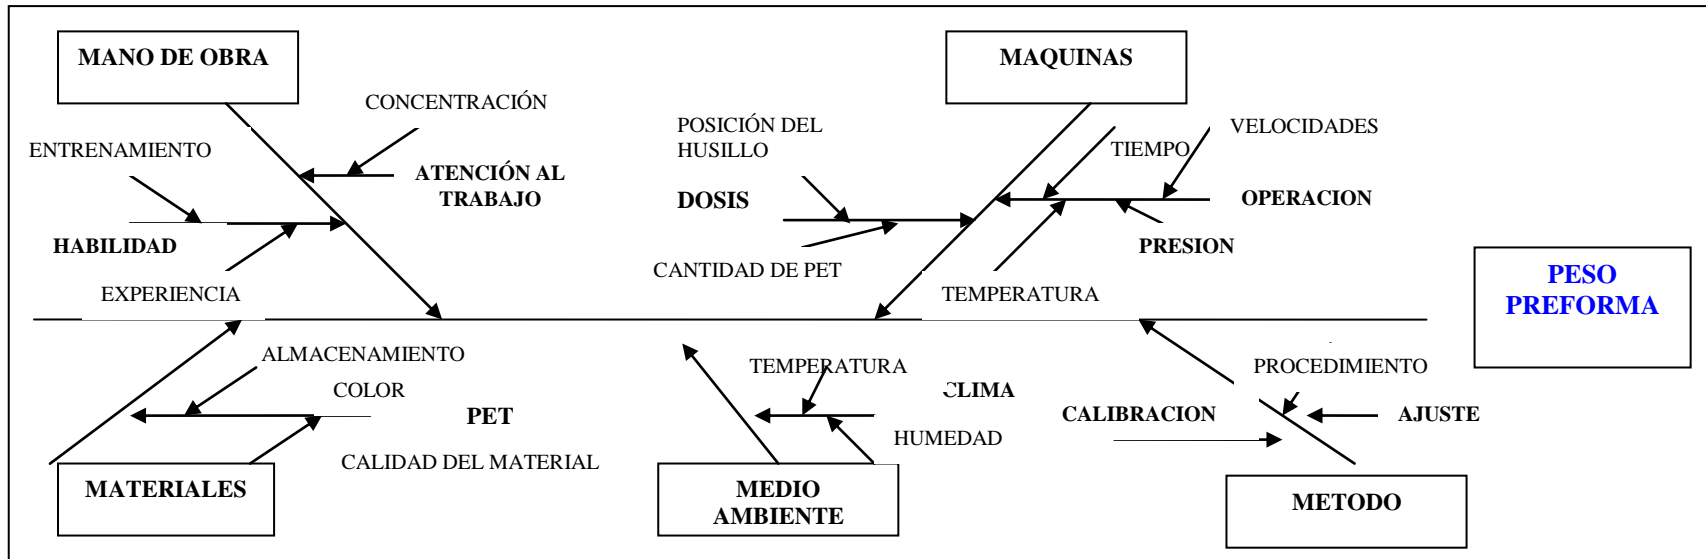 MANO DE OBRA
MAQUINAS
CONCENTRACIÓN
POSICIÓN DEL
HUSILLO
VELOCIDADES
ENTRENAMIENTO
TIEMPO
ATENCIÓN AL
TRABAJO
DOSIS
OPERACION
HABILIDAD
PRESION
CANTIDAD DE PET
PESO
PREFORMA
EXPERIENCIA
TEMPERATURA
ALMACENAMIENTO
TEMPERATURA
PROCEDIMIENTO
COLOR
CLIMA
PET
CALIBRACION
AJUSTE
HUMEDAD
CALIDAD DEL MATERIAL
MATERIALES
MEDIO
AMBIENTE
METODO